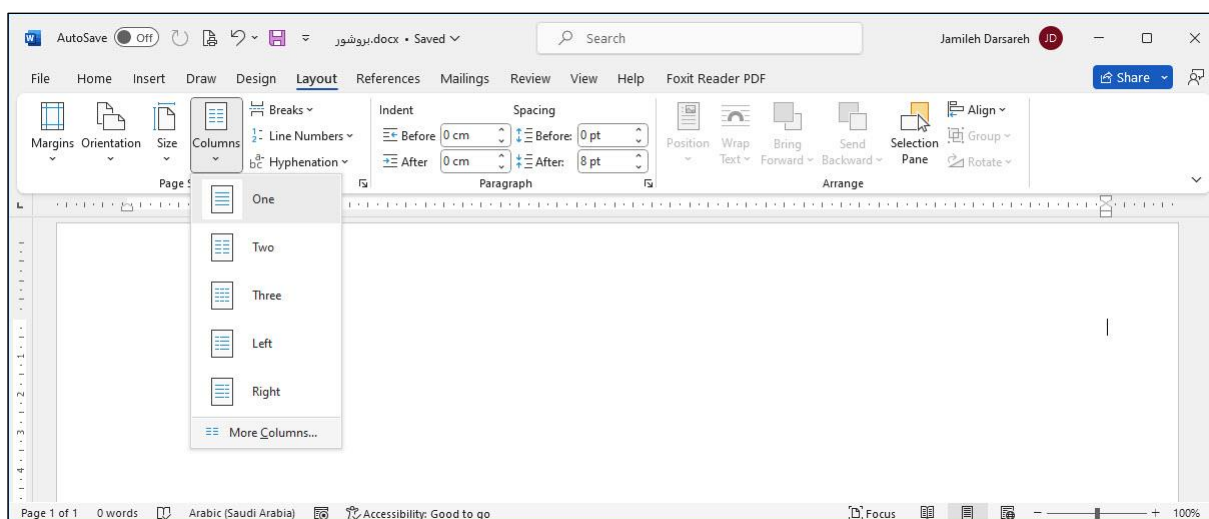 W AutoSave Off بروشور.docx • Saved Search Jamileh Darsareh JD
File Home Insert Draw Design Layout References Mailings Review View Help Foxit Reader PDF Share
Margins Orientation Size Columns Breaks Indent Spacing Position Wrap Text Bring Forward Send Backward Selection Pane Align
Line Numbers Before 0 cm Before: 0 pt Group
Hyphenation After 0 cm After: 8 pt Rotate
Page S Paragraph Arrange
One
Two
Three
Left
Right
More Columns...
Page 1 of 1 0 words Arabic (Saudi Arabia) Accessibility: Good to go Focus 100%